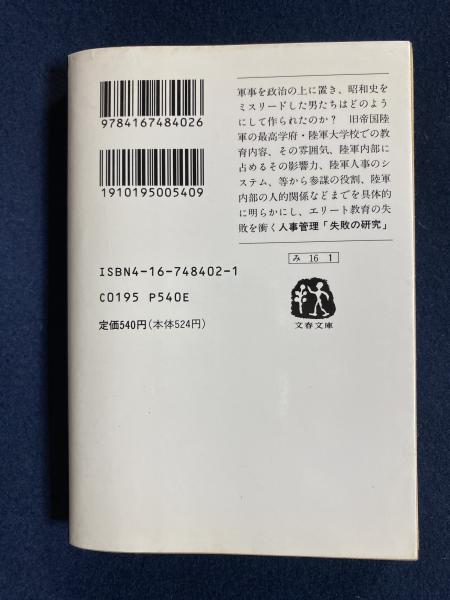 9784167484026
1910195005409
ISBN4-16-748402-1
C0195 P540E
定価540円(本体524円)
軍事を政治の上に置き、昭和史を
ミスリードした男たちはどのよう
にして作られたのか? 旧帝国陸
軍の最高学府・陸軍大学校での教
育内容、その雰囲気、陸軍内部に
占めるその影響力、陸軍人事のシ
ステム、等から参謀の役割、陸軍
内部の人的関係などまでを具体的
に明らかにし、エリート教育の失
敗を衝く人事管理「失敗の研究」
み 16 1
文春文庫